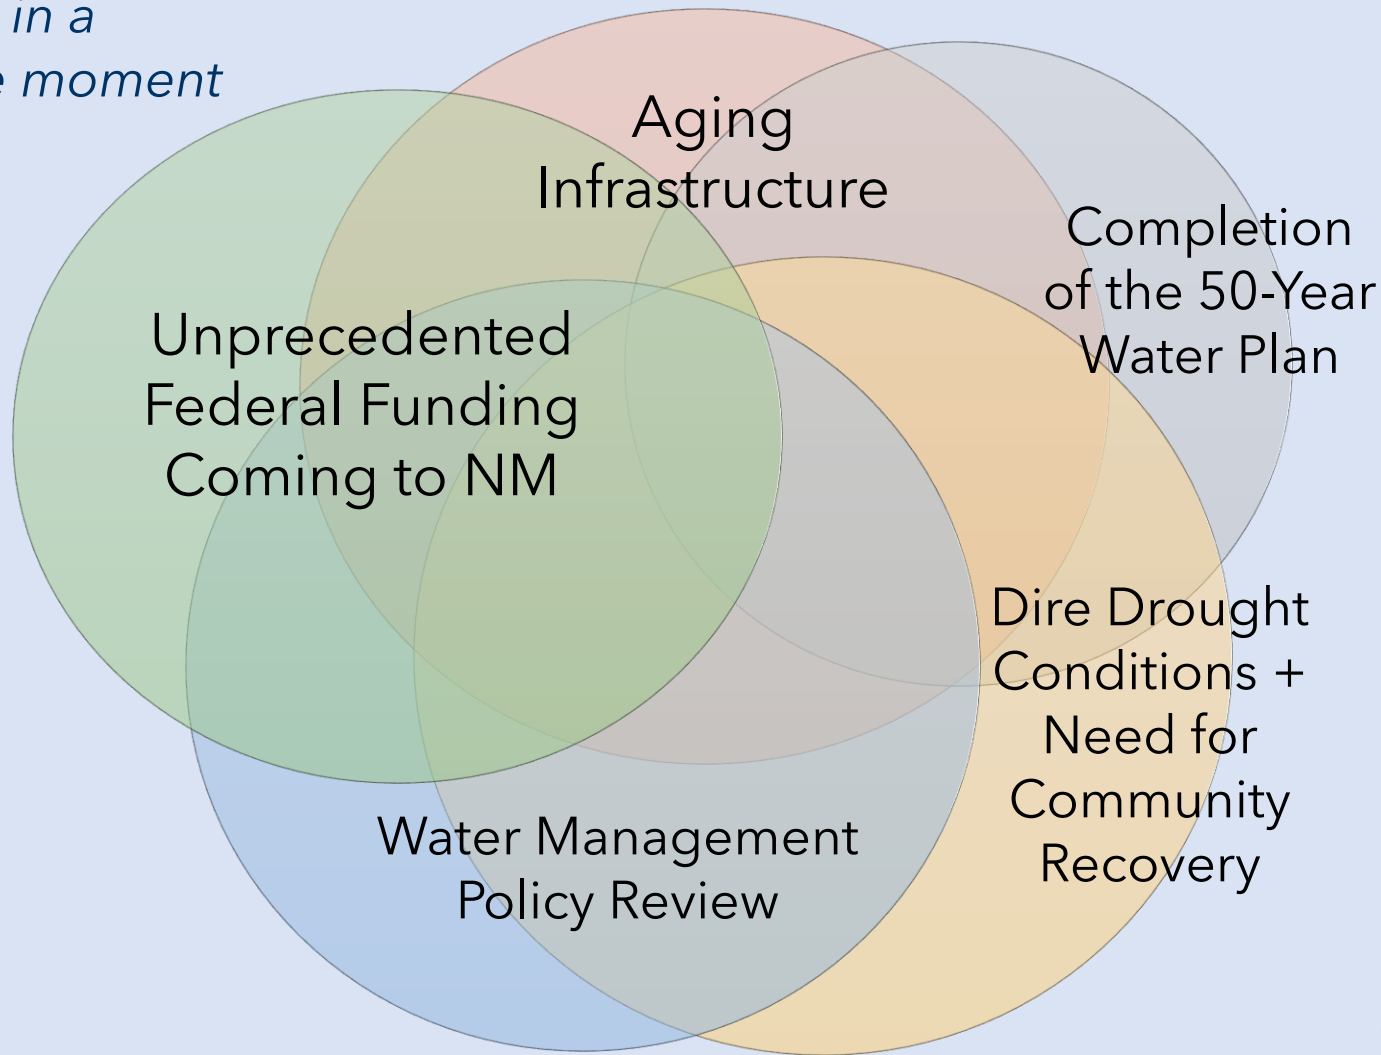 in a
moment
Aging
Infrastructure
Completion
of the 50-Year
Water Plan
Unprecedented
Federal Funding
Coming to NM
Dire Drought
Conditions +
Need for
Community
Recovery
Water Management
Policy Review